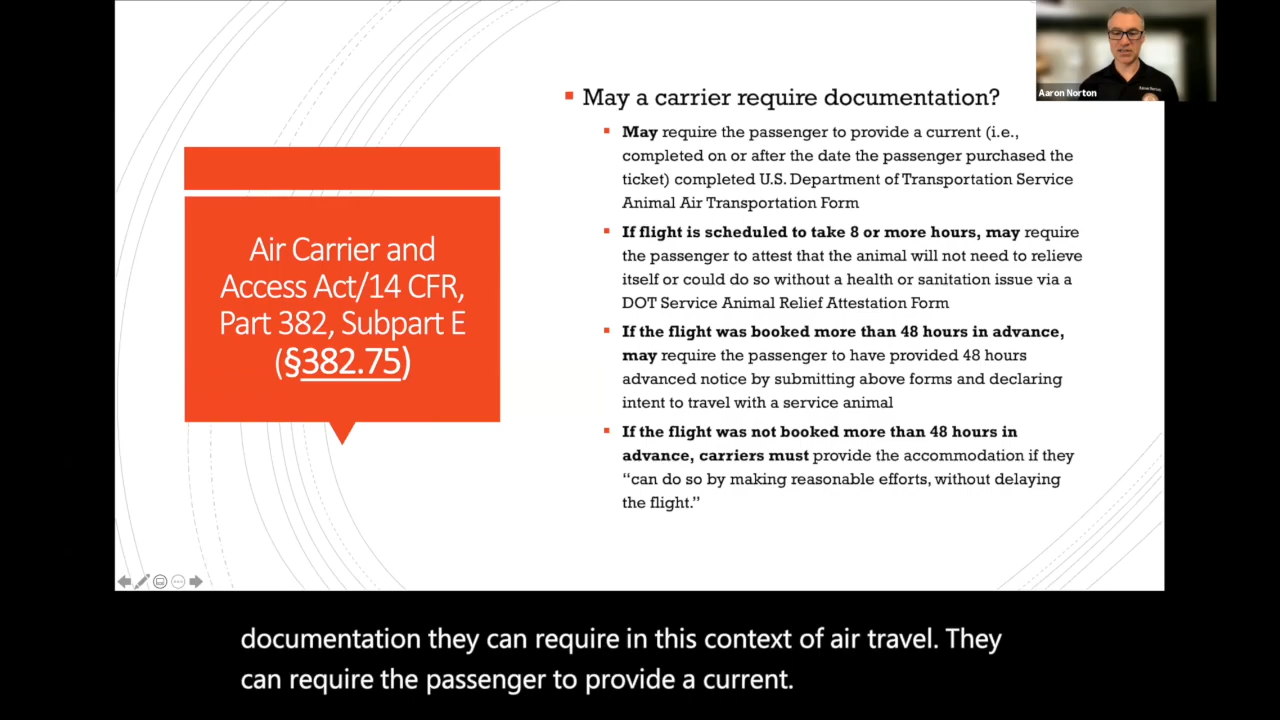 Aaron Norton
Air Carrier and
Access Act/14 CFR,
Part 382, Subpart E
(§382.75)
▪ May a carrier require documentation?
▪ May require the passenger to provide a current (i.e.,
completed on or after the date the passenger purchased the
ticket) completed U.S. Department of Transportation Service
Animal Air Transportation Form
▪ If flight is scheduled to take 8 or more hours, may require
the passenger to attest that the animal will not need to relieve
itself or could do so without a health or sanitation issue via a
DOT Service Animal Relief Attestation Form
▪ If the flight was booked more than 48 hours in advance,
may require the passenger to have provided 48 hours
advanced notice by submitting above forms and declaring
intent to travel with a service animal
▪ If the flight was not booked more than 48 hours in
advance, carriers must provide the accommodation if they
“can do so by making reasonable efforts, without delaying
the flight.”
documentation they can require in this context of air travel. They
can require the passenger to provide a current.